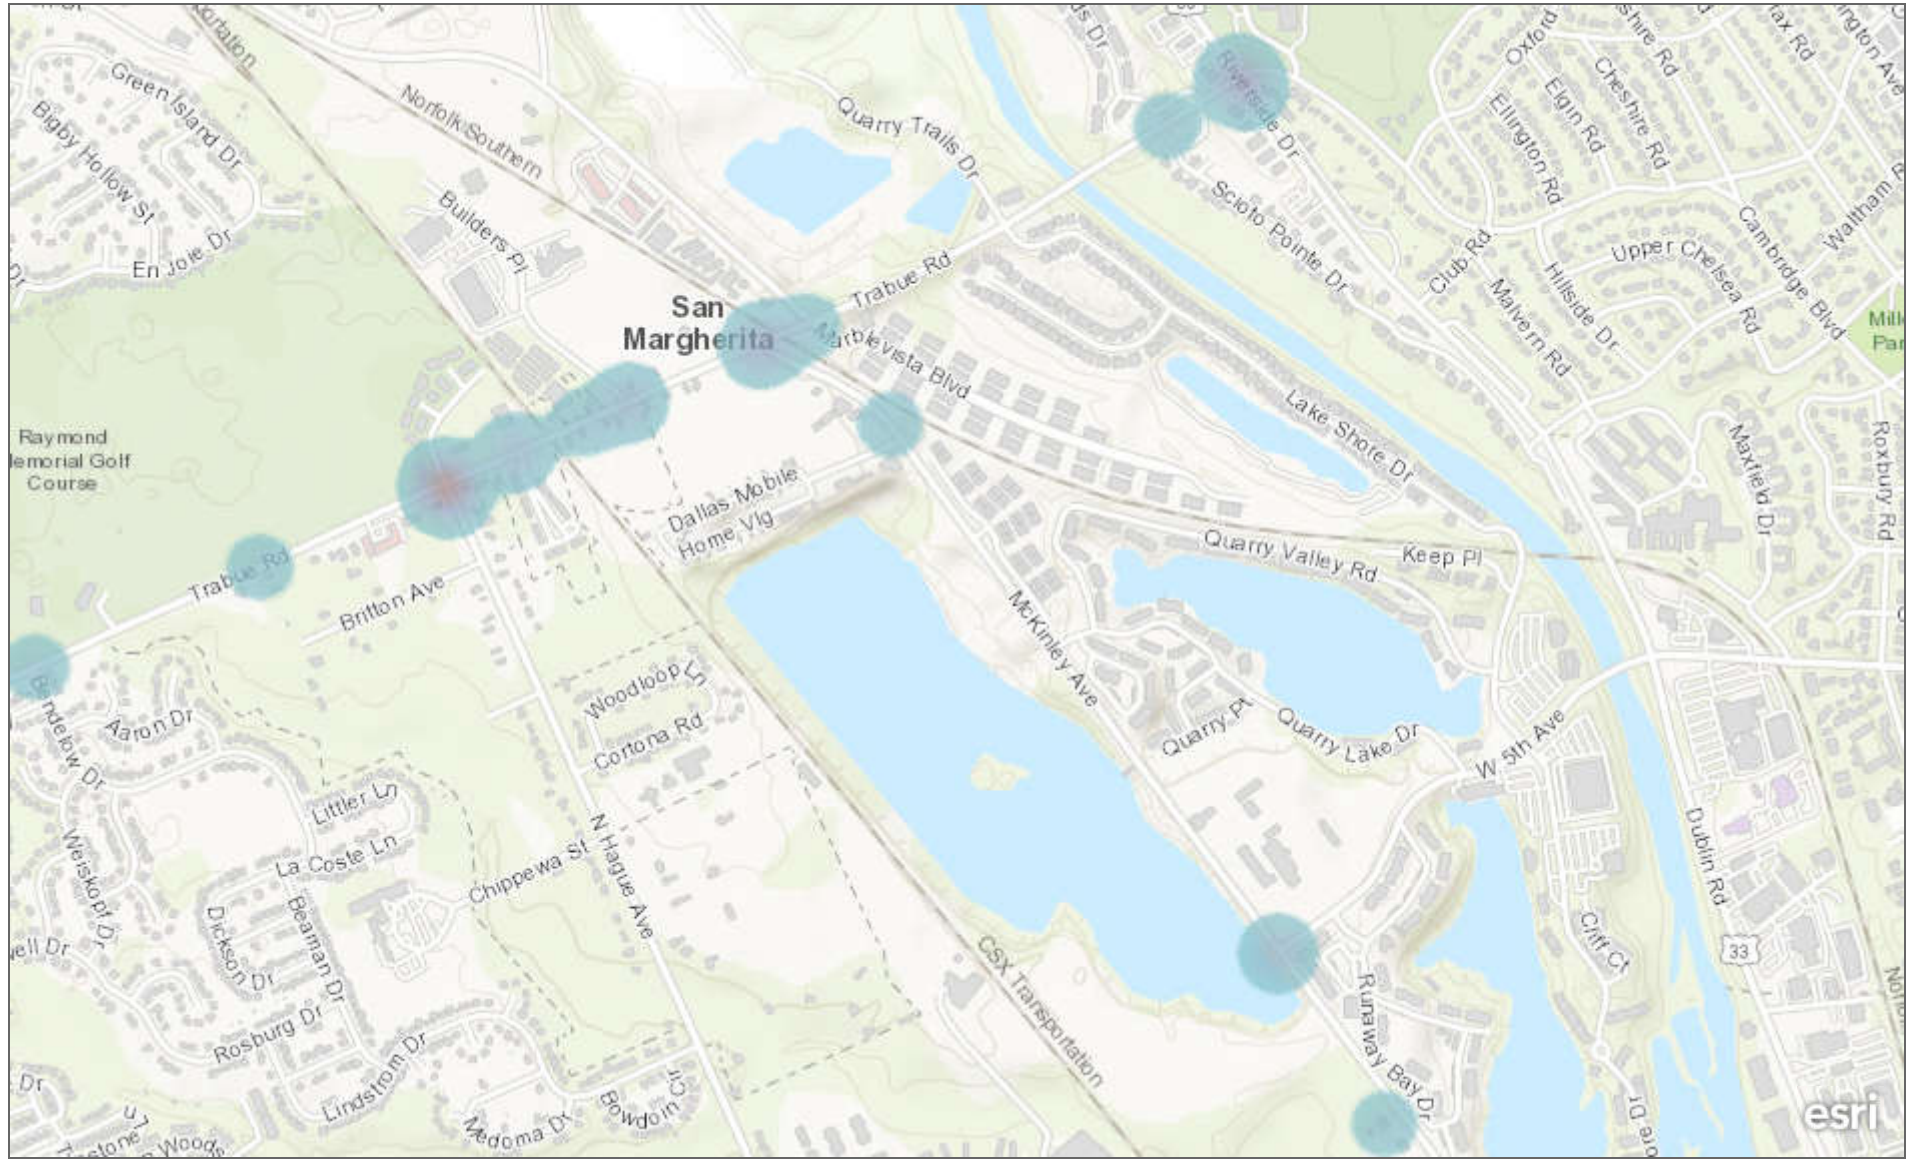 Green Island Dr
Bigby Hollow St
En Joie Dr
Norfolk Southern
Builders Pl
Quarry Trails Dr
Riverside Dr
Scioto Pointe Dr
Oxford
Ellington Rd
Elgin Rd
Cheshire Rd
Club Rd
Upper Chelsea Rd
Hillside Dr
Malvern Rd
Cambridge Blvd
San
Margherita
Trabue Rd
Marblevista Blvd
Lake Shore Dr
Maxfield Dr
Roxbury Rd
Raymond
Course
Dallas Mobile
Home Vlg
Trabue Rd
Britton Ave
Quarry Valley Rd
Keep Pl
McKinley Ave
Woodloop Ln
Cortona Rd
Aaron Dr
Quarry Pt
Quarry Lake Dr
W 5th Ave
Littler Ln
La Coste Ln
Weiskopf Dr
Chippewa St
N Hague Ave
Dublin Rd
Dickson Dr
Beaman Dr
Cliff Ct
33
CSX Transportation
Rosburg Dr
Lindstrom Dr
Runaway Bay Dr
Medoma Dr
Bowdoin Cir
esri